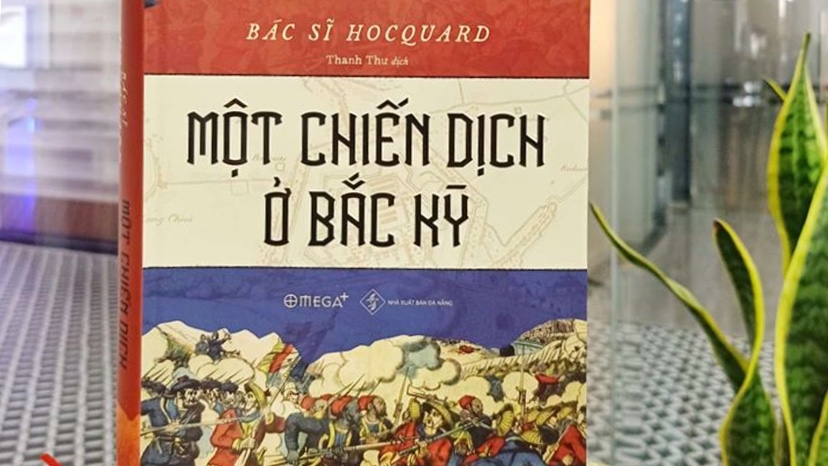 BÁC SĨ HOCQUARD
Thanh Thư dịch
MỘT CHIẾN DỊCH
Ở BẮC KỲ
OMEGA+
NHÀ XUẤT BẢN ĐÀ NẴNG
MỘT CHIẾN DỊCH